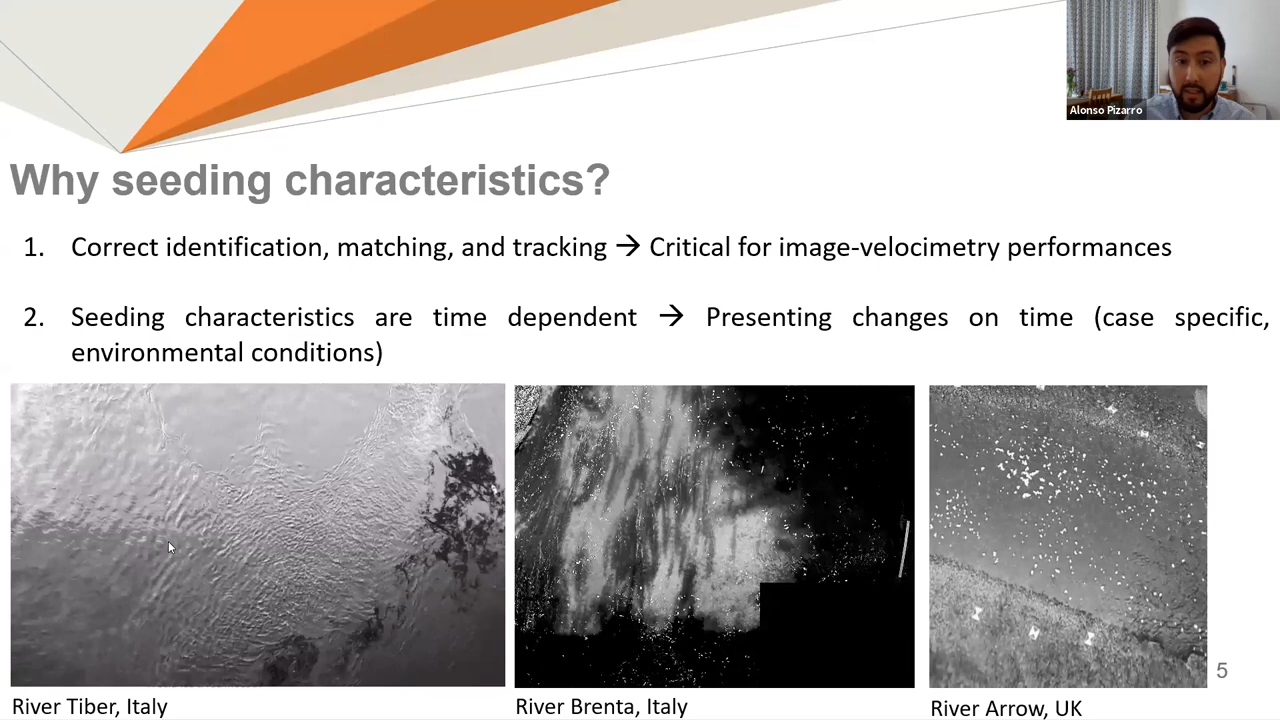 Alonso Pizarro
Why seeding characteristics?
1. Correct identification, matching, and tracking → Critical for image-velocimetry performances
2. Seeding characteristics are time dependent → Presenting changes on time (case specific,
environmental conditions)
5
River Tiber, Italy
River Brenta, Italy
River Arrow, UK